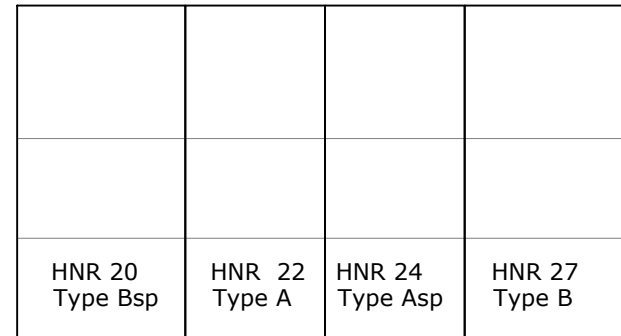 HNR 20
Type Bsp
HNR 22
Type A
HNR 24
Type Asp
HNR 27
Type B